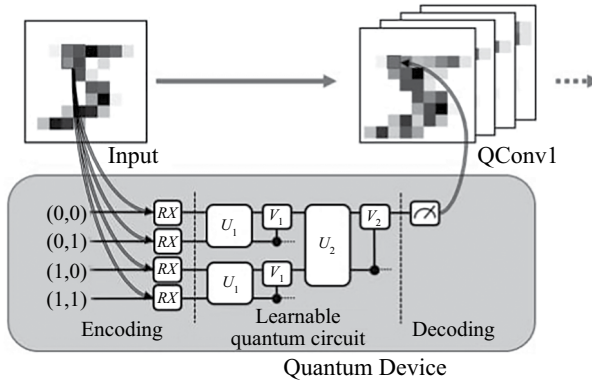 Input
QConv1
(0,0) RX U1 V1 U2 V2
(0,1) RX
(1,0) RX U1 V1
(1,1) RX
Encoding
Learnable
quantum circuit
Decoding
Quantum Device